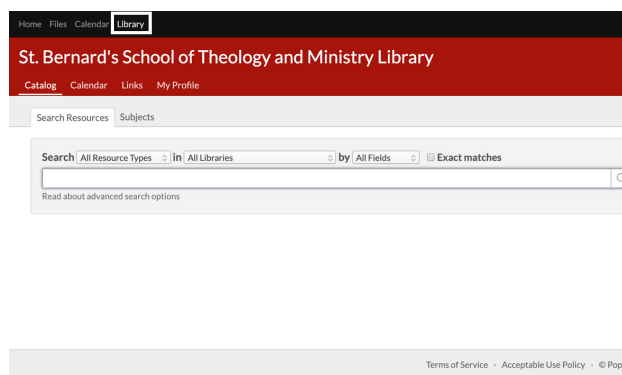 Home Files Calendar Library
St. Bernard's School of Theology and Ministry Library
Catalog Calendar Links My Profile
Search Resources Subjects
Search All Resource Types in All Libraries by All Fields Exact matches
Read about advanced search options
Terms of Service · Acceptable Use Policy · © Pop